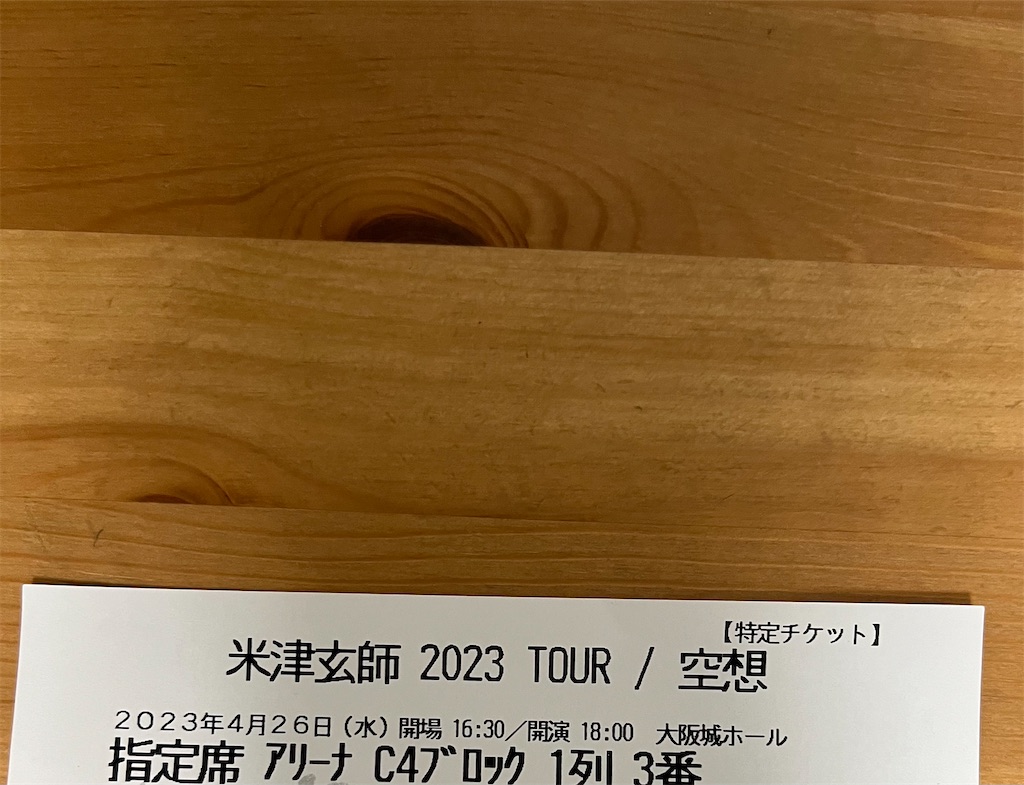 【特定チケット】
米津玄師 2023 TOUR / 空想
２０２３年４月２６日（水）開場 16:30／開演 18:00　大阪城ホール
指定席 ｱﾘｰﾅ C4ﾌﾞﾛｯｸ 1列 3番